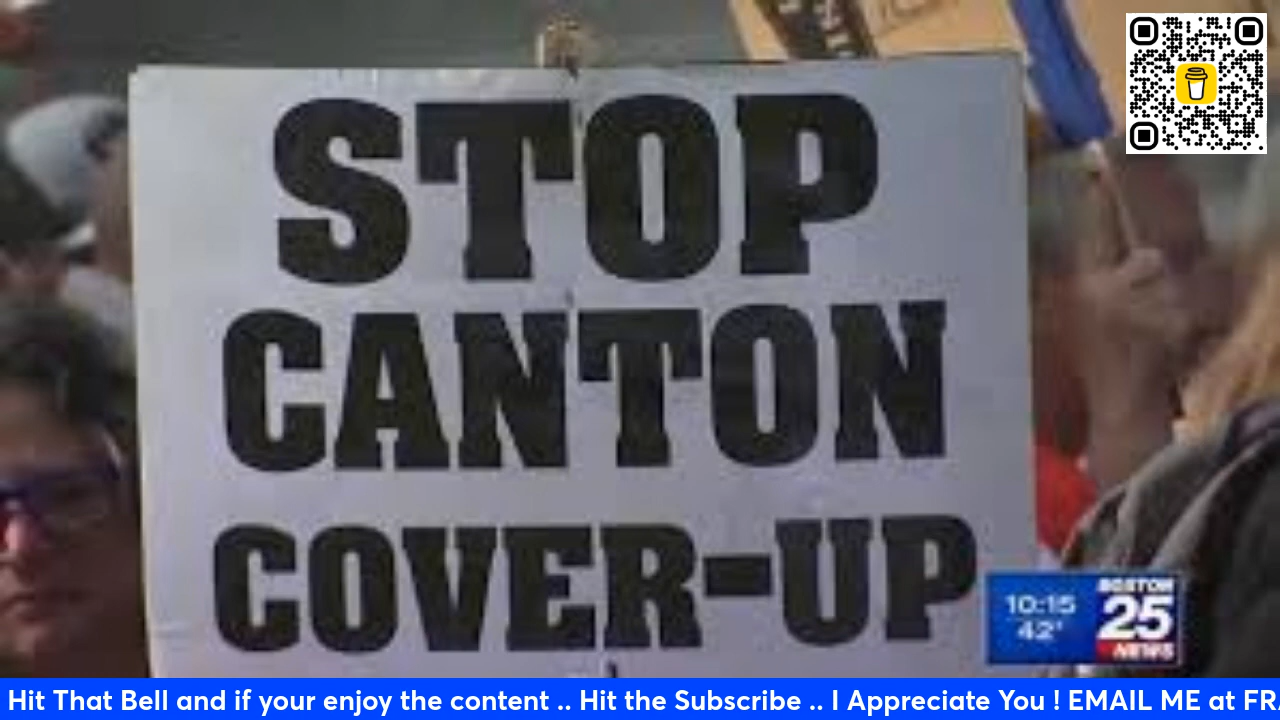 STOP
CANTON
COVER-UP
10:15
42°
BOSTON
25
NEWS
Hit That Bell and if your enjoy the content .. Hit the Subscribe .. I Appreciate You ! EMAIL ME at FRA